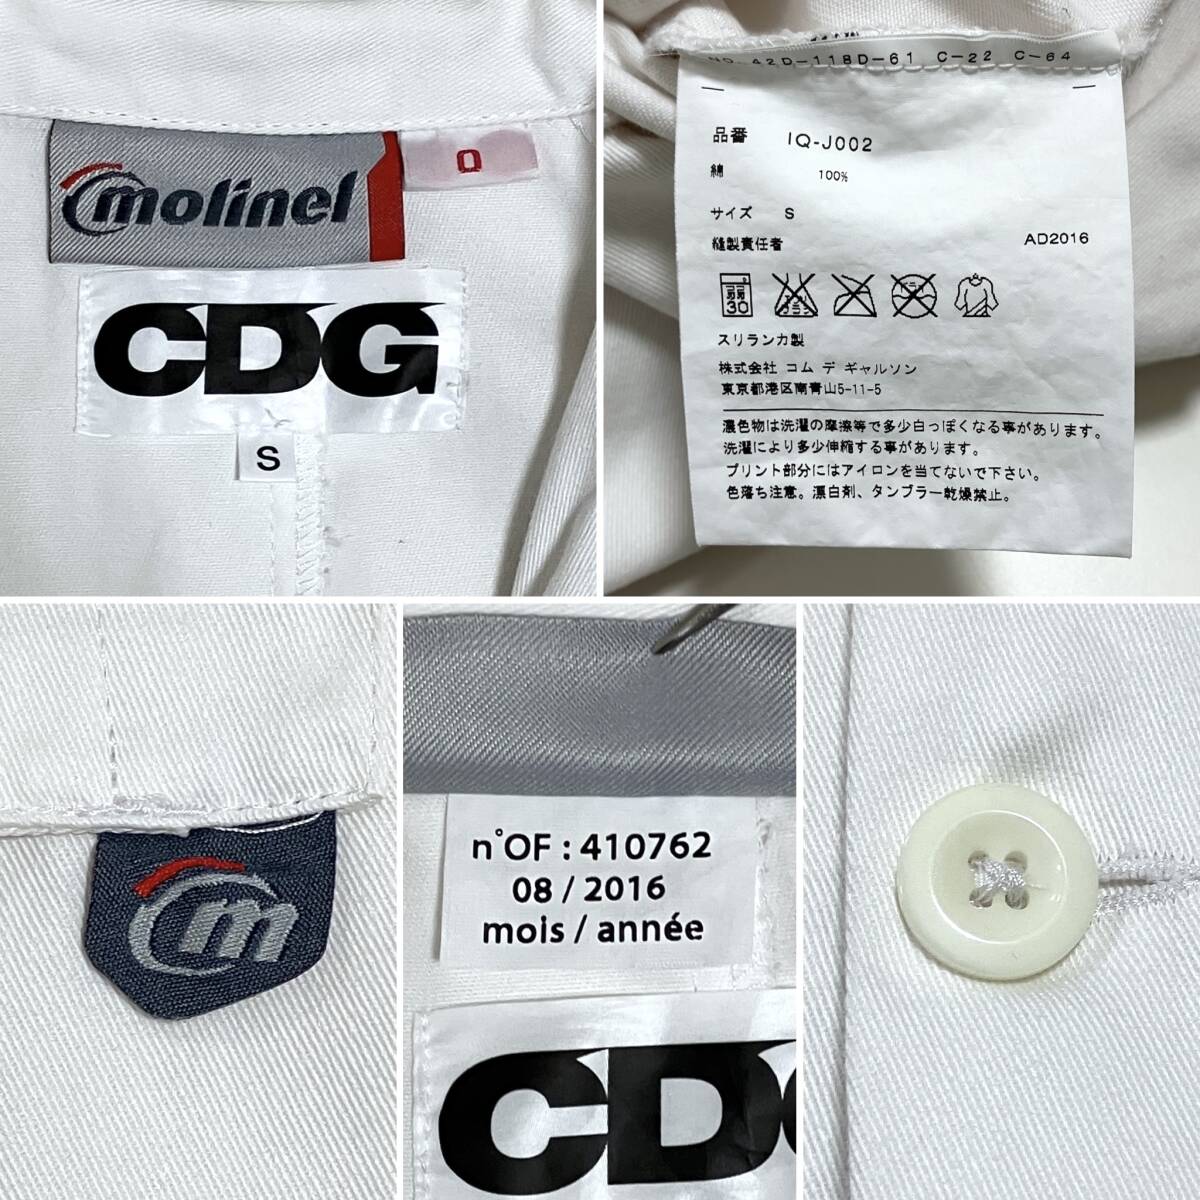 molinel
0
CDG
S
NO. 42D-118D-61 C-22 C-64
品番 IQ-J002
綿 100%
サイズ S
縫製責任者 AD2016
弱 30
スリランカ製
株式会社 コム デ ギャルソン
東京都港区南青山5-11-5
濃色物は洗濯の摩擦等で多少白っぽくなる事があります。
洗濯により多少伸縮する事があります。
プリント部分にはアイロンを当てないで下さい。
色落ち注意。漂白剤、タンブラー乾燥禁止。
m
n°OF : 410762
08 / 2016
mois / année
CDG